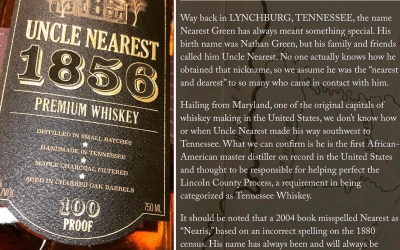 UNCLE NEAREST
1856
PREMIUM WHISKEY
DISTILLED IN SMALL BATCHES
HANDMADE IN TENNESSEE
MAPLE CHARCOAL FILTERED
AGED IN CHARRED OAK BARRELS
750 ML
100
PROOF
Way back in LYNCHBURG, TENNESSEE, the name
Nearest Green has always meant something special. His
birth name was Nathan Green, but his family and friends
called him Uncle Nearest. No one actually knows how he
obtained that nickname, so we assume he was the “nearest
and dearest” to so many who came in contact with him.
Hailing from Maryland, one of the original capitals of
whiskey making in the United States, we don't know how
or when Uncle Nearest made his way southwest to
Tennessee. What we can confirm is he is the first African-
American master distiller on record in the United States
and thought to be responsible for helping perfect the
Lincoln County Process, a requirement in being
categorized as Tennessee Whiskey.
It should be noted that a 2004 book misspelled Nearest as
“Nearis,” based on an incorrect spelling on the 1880
census. His name has always been and will always be